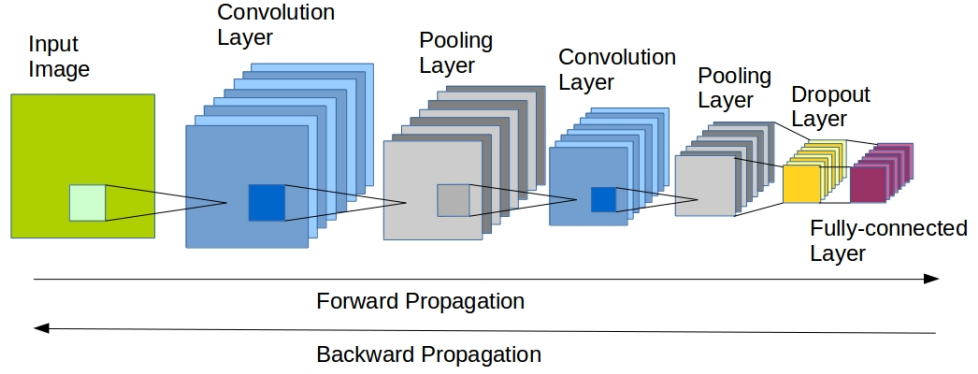 Input
Image
Convolution
Layer
Pooling
Layer
Convolution
Layer
Pooling
Layer
Dropout
Layer
Fully-connected
Layer
Forward Propagation
Backward Propagation